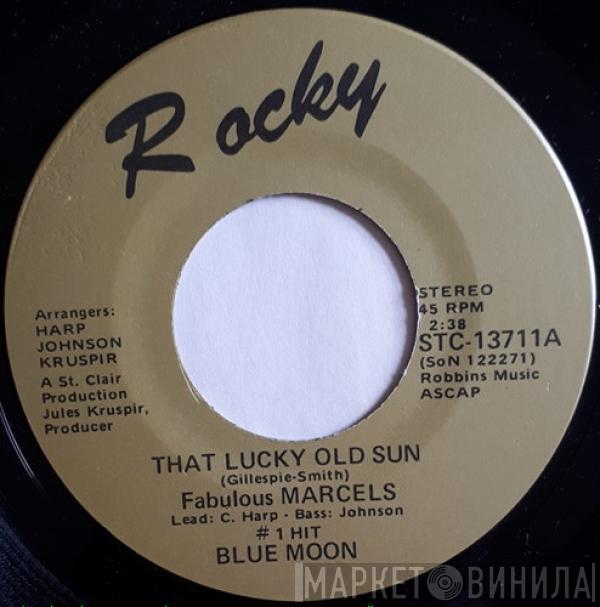 Rocky
Arrangers:
HARP
JOHNSON
KRUSPIR
A St. Clair
Production
Jules Kruspir,
Producer
STEREO
45 RPM
2:38
STC-13711A
(SoN 122271)
Robbins Music
ASCAP
THAT LUCKY OLD SUN
(Gillespie-Smith)
Fabulous MARCELS
Lead: C. Harp - Bass: Johnson
# 1 HIT
BLUE MOON
МАРКЕТ ВИНИЛА